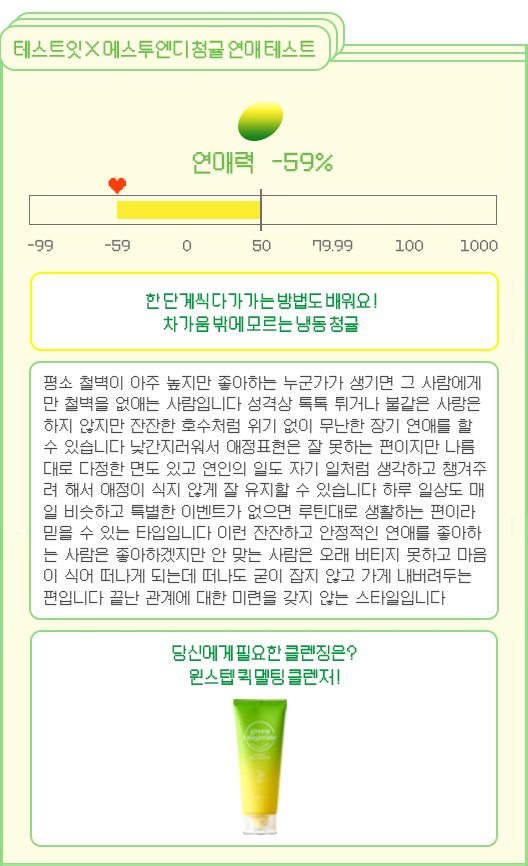 테스트잇X메스투엔디 청귤 연애 테스트
연애력 -59%
-99 -59 0 50 79.99 100 1000
한 단계씩 다가가는 방법도 배워요!
차가움 밖에 모르는 냉동 청귤
평소 철벽이 아주 높지만 좋아하는 누군가가 생기면 그 사람에게
만 철벽을 없애는 사람입니다 성격상 톡톡 튀거나 불같은 사랑은
하지 않지만 잔잔한 호수처럼 위기 없이 무난한 장기 연애를 할
수 있습니다 낯간지러워서 애정표현은 잘 못하는 편이지만 나름
대로 다정한 면도 있고 연인의 일도 자기 일처럼 생각하고 챙겨주
려 해서 애정이 식지 않게 잘 유지할 수 있습니다 하루 일상도 매
일 비슷하고 특별한 이벤트가 없으면 루틴대로 생활하는 편이라
믿을 수 있는 타입입니다 이런 잔잔하고 안정적인 연애를 좋아하
는 사람은 좋아하겠지만 안 맞는 사람은 오래 버티지 못하고 마음
이 식어 떠나게 되는데 떠나도 굳이 잡지 않고 가게 내버려두는
편입니다 끝난 관계에 대한 미련을 갖지 않는 스타일입니다
당신에게 필요한 클렌징은?
윈스텝 퀵 멜팅 클렌저!
green
tangerine